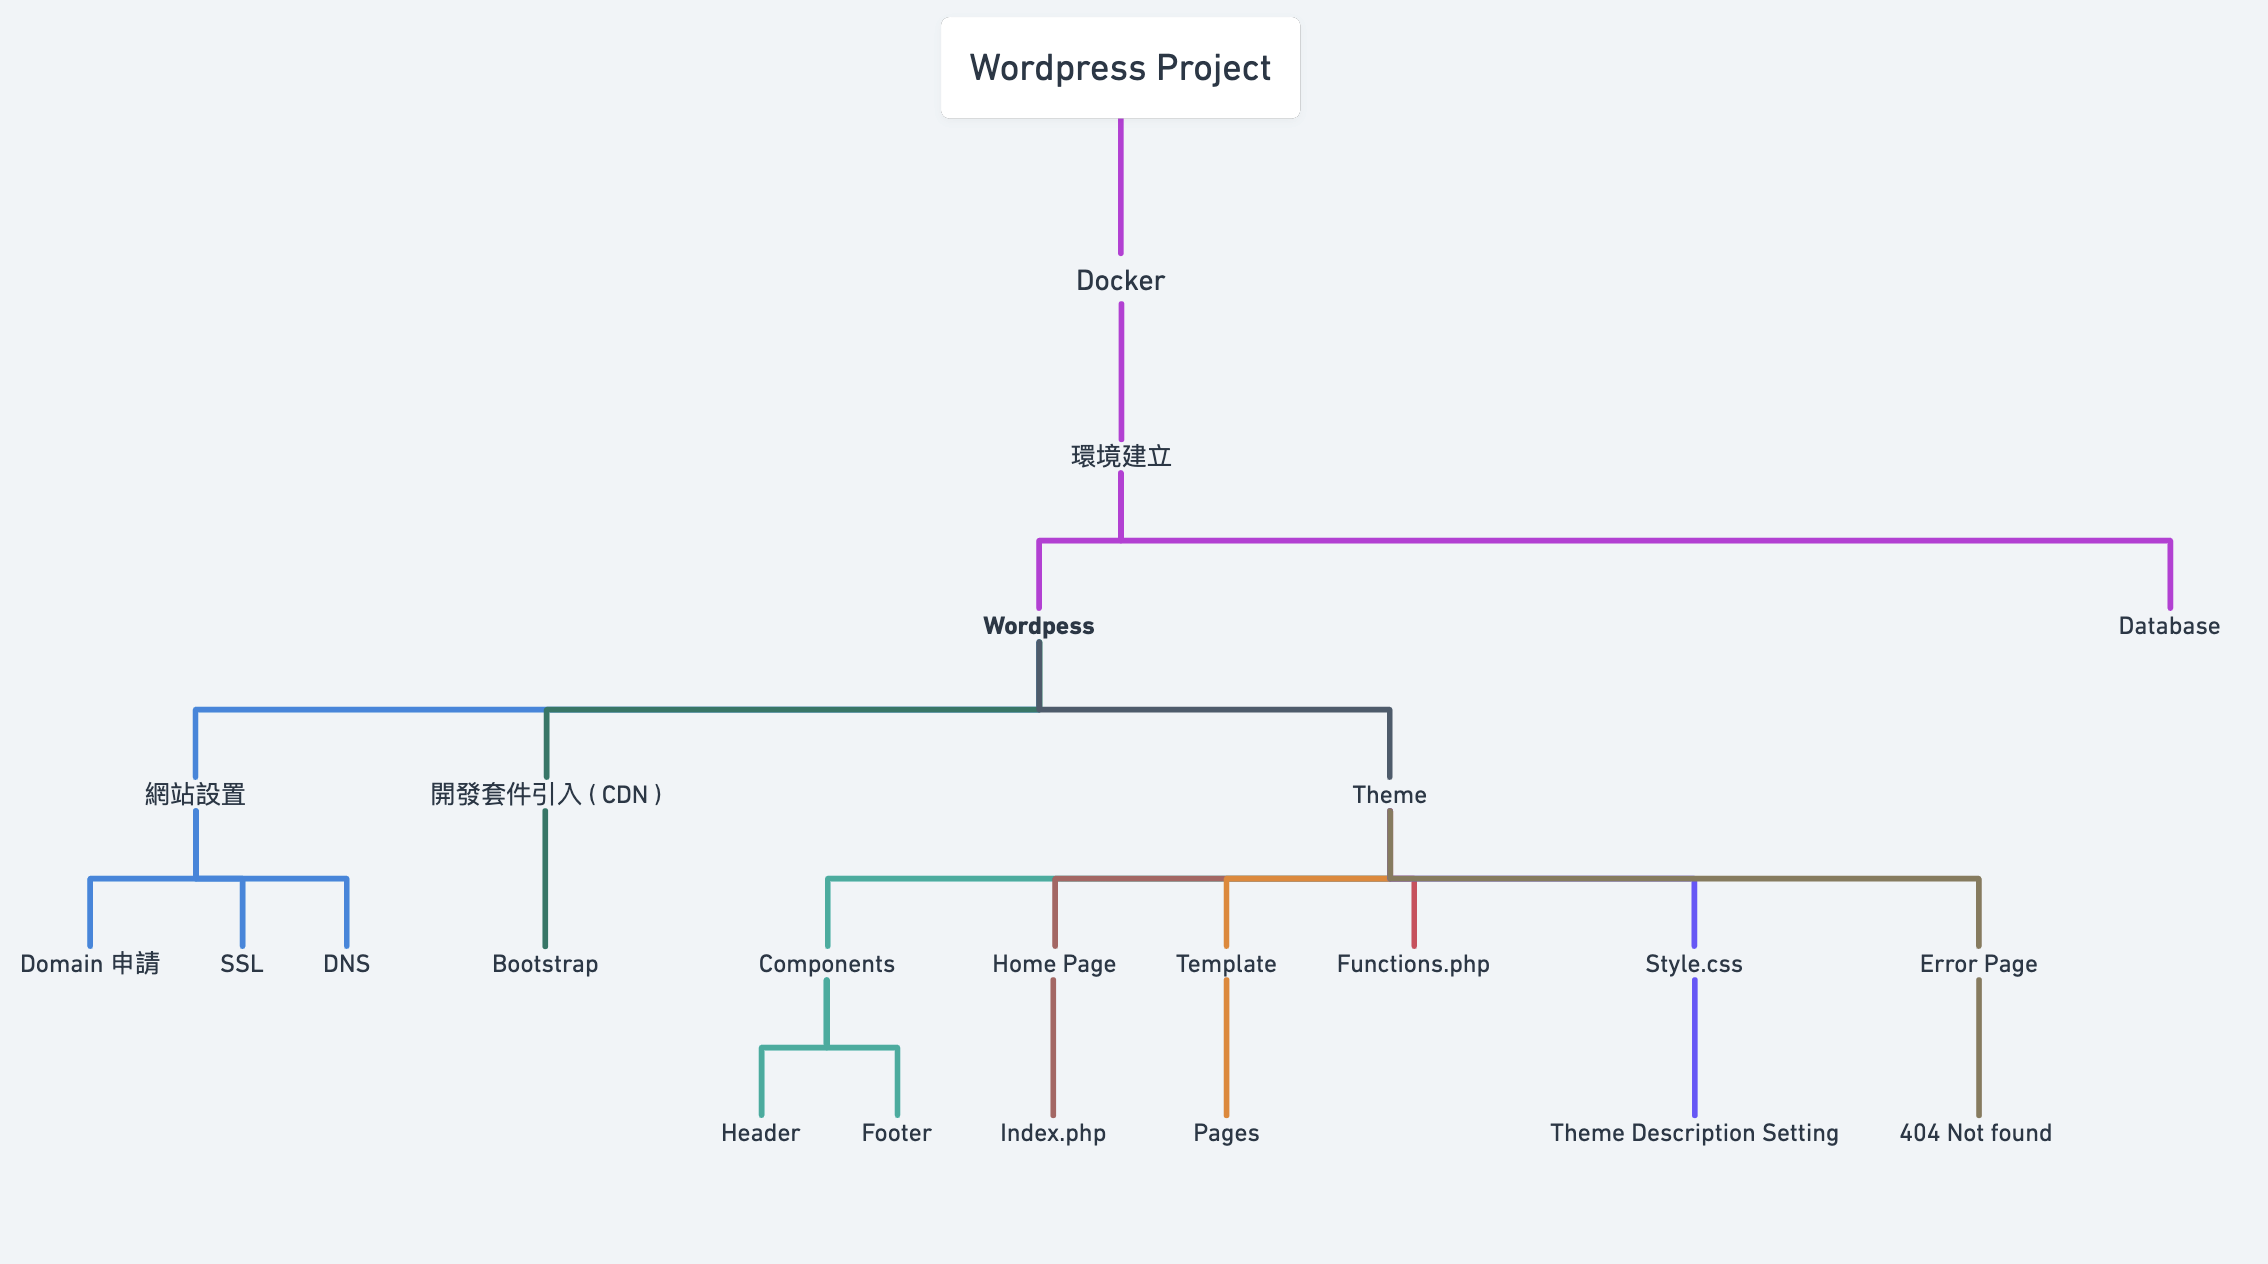 Wordpress Project
Docker
環境建立
Wordpess
Database
網站設置
開發套件引入 ( CDN )
Theme
Domain 申請
SSL
DNS
Bootstrap
Components
Home Page
Template
Functions.php
Style.css
Error Page
Header
Footer
Index.php
Pages
Theme Description Setting
404 Not found